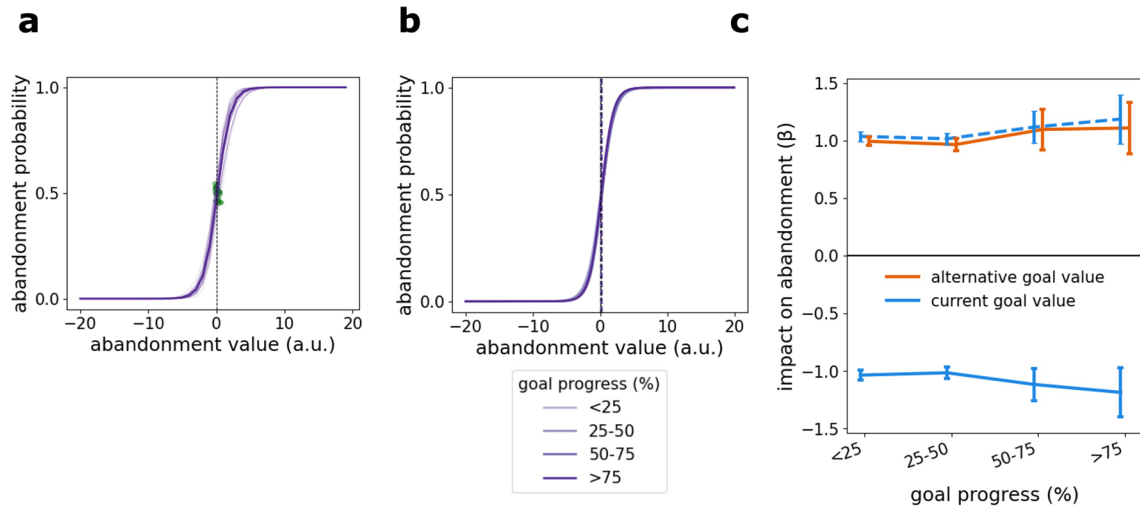 a
b
c
abandonment probability
1.0
0.5
0.0
−20
−10
0
10
20
abandonment value (a.u.)
abandonment probability
1.0
0.5
0.0
−20
−10
0
10
20
abandonment value (a.u.)
goal progress (%)
<25
25-50
50-75
>75
impact on abandonment (β)
1.5
1.0
0.5
0.0
−0.5
−1.0
−1.5
alternative goal value
current goal value
<25
25-50
50-75
>75
goal progress (%)